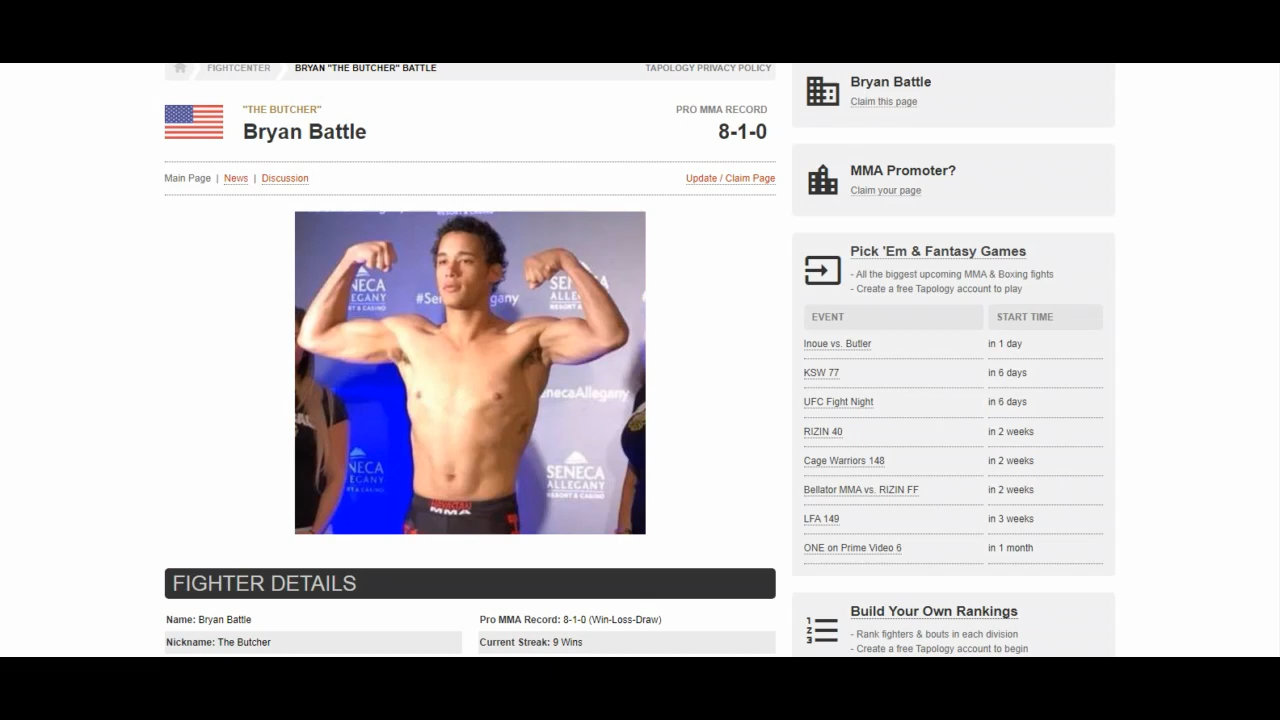 FIGHTCENTER
BRYAN "THE BUTCHER" BATTLE
TAPOLOGY PRIVACY POLICY
"THE BUTCHER"
Bryan Battle
PRO MMA RECORD
8-1-0
Main Page | News | Discussion
Update / Claim Page
SENECA
ALLEGANY
RESORT & CASINO
#Sen
gany
SENECA
ALLE
RESORT & C
necaAllegany
NECA
EGANY
RT & CASINO
SENECA
ALLEGANY
RESORT & CASINO
MMA
FIGHTER DETAILS
Name: Bryan Battle
Pro MMA Record: 8-1-0 (Win-Loss-Draw)
Nickname: The Butcher
Current Streak: 9 Wins
Bryan Battle
Claim this page
MMA Promoter?
Claim your page
Pick 'Em & Fantasy Games
- All the biggest upcoming MMA & Boxing fights
- Create a free Tapology account to play
EVENT START TIME
Inoue vs. Butler in 1 day
KSW 77 in 6 days
UFC Fight Night in 6 days
RIZIN 40 in 2 weeks
Cage Warriors 148 in 2 weeks
Bellator MMA vs. RIZIN FF in 2 weeks
LFA 149 in 3 weeks
ONE on Prime Video 6 in 1 month
Build Your Own Rankings
- Rank fighters & bouts in each division
- Create a free Tapology account to begin